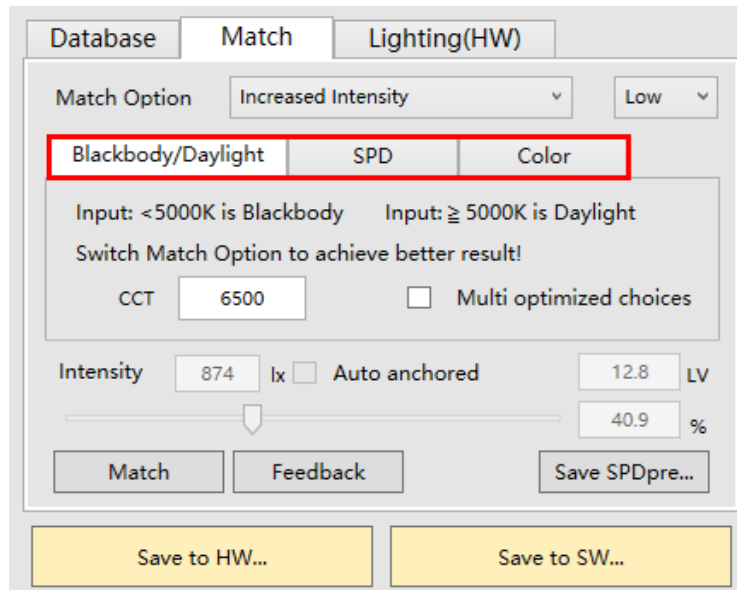 Database Match Lighting(HW)
Match Option Increased Intensity Low
Blackbody/Daylight SPD Color
Input: <5000K is Blackbody Input: ≧ 5000K is Daylight
Switch Match Option to achieve better result!
CCT 6500 Multi optimized choices
Intensity 874 lx Auto anchored 12.8 LV
40.9 %
Match Feedback Save SPDpre...
Save to HW... Save to SW...